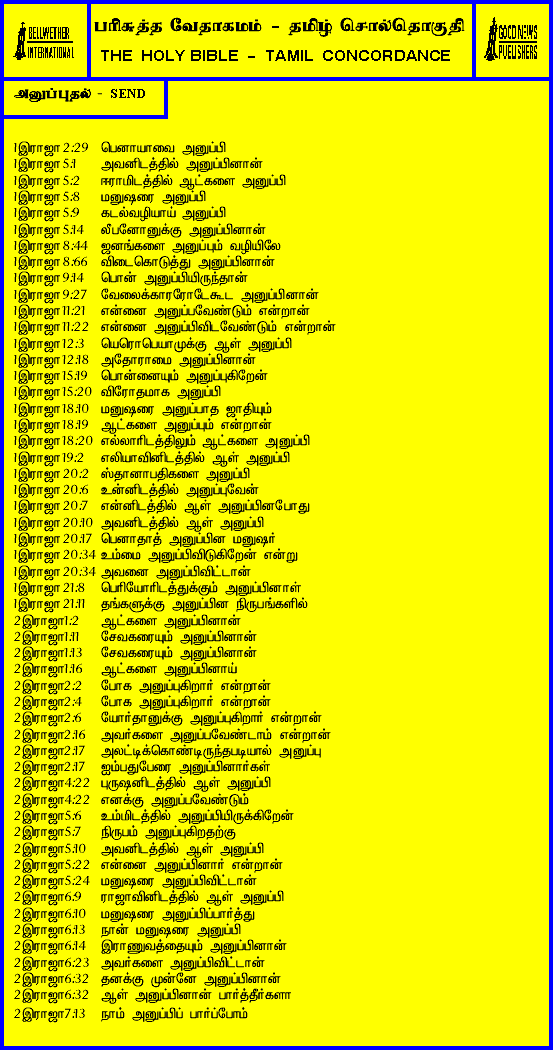 BELLWETHER
INTERNATIONAL
பரிசுத்த வேதாகமம் - தமிழ் சொல்தொகுதி
THE HOLY BIBLE - TAMIL CONCORDANCE
GOOD NEWS
PUBLISHERS
அனுப்புதல் - SEND
1இராஜா 2:29 பெனாயாவை அனுப்பி
1இராஜா 5:1 அவனிடத்தில் அனுப்பினான்
1இராஜா 5:2 ஈராமிடத்தில் ஆட்களை அனுப்பி
1இராஜா 5:8 மனுஷரை அனுப்பி
1இராஜா 5:9 கடல்வழியாய் அனுப்பி
1இராஜா 5:14 லீபனோனுக்கு அனுப்பினான்
1இராஜா 8:44 ஜனங்களை அனுப்பும் வழியிலே
1இராஜா 8:66 விடைகொடுத்து அனுப்பினான்
1இராஜா 9:14 பொன் அனுப்பியிருந்தான்
1இராஜா 9:27 வேலைக்காரரோடேகூட அனுப்பினான்
1இராஜா 11:21 என்னை அனுப்பவேண்டும் என்றான்
1இராஜா 11:22 என்னை அனுப்பிவிடவேண்டும் என்றான்
1இராஜா 12:3 யெரொபெயாமுக்கு ஆள் அனுப்பி
1இராஜா 12:18 அதோராமை அனுப்பினான்
1இராஜா 15:19 பொன்னையும் அனுப்புகிறேன்
1இராஜா 15:20 விரோதமாக அனுப்பி
1இராஜா 18:10 மனுஷரை அனுப்பாத ஜாதியும்
1இராஜா 18:19 ஆட்களை அனுப்பும் என்றான்
1இராஜா 18:20 எல்லாரிடத்திலும் ஆட்களை அனுப்பி
1இராஜா 19:2 எலியாவினிடத்தில் ஆள் அனுப்பி
1இராஜா 20:2 ஸ்தானாபதிகளை அனுப்பி
1இராஜா 20:6 உன்னிடத்தில் அனுப்புவேன்
1இராஜா 20:7 என்னிடத்தில் ஆள் அனுப்பினபோது
1இராஜா 20:10 அவனிடத்தில் ஆள் அனுப்பி
1இராஜா 20:17 பெனாதாத் அனுப்பின மனுஷர்
1இராஜா 20:34 உம்மை அனுப்பிவிடுகிறேன் என்று
1இராஜா 20:34 அவனை அனுப்பிவிட்டான்
1இராஜா 21:8 பெரியோரிடத்துக்கும் அனுப்பினாள்
1இராஜா 21:11 தங்களுக்கு அனுப்பின நிருபங்களில்
2இராஜா1:2 ஆட்களை அனுப்பினான்
2இராஜா1:11 சேவகரையும் அனுப்பினான்
2இராஜா1:13 சேவகரையும் அனுப்பினான்
2இராஜா1:16 ஆட்களை அனுப்பினாய்
2இராஜா2:2 போக அனுப்புகிறார் என்றான்
2இராஜா2:4 போக அனுப்புகிறார் என்றான்
2இராஜா2:6 யோர்தானுக்கு அனுப்புகிறார் என்றான்
2இராஜா2:16 அவர்களை அனுப்பவேண்டாம் என்றான்
2இராஜா2:17 அலட்டிக்கொண்டிருந்தபடியால் அனுப்பு
2இராஜா2:17 ஐம்பதுபேரை அனுப்பினார்கள்
2இராஜா4:22 புருஷனிடத்தில் ஆள் அனுப்பி
2இராஜா4:22 எனக்கு அனுப்பவேண்டும்
2இராஜா5:6 உம்மிடத்தில் அனுப்பியிருக்கிறேன்
2இராஜா5:7 நிருபம் அனுப்புகிறதற்கு
2இராஜா5:10 அவனிடத்தில் ஆள் அனுப்பி
2இராஜா5:22 என்னை அனுப்பினார் என்றான்
2இராஜா5:24 மனுஷரை அனுப்பிவிட்டான்
2இராஜா6:9 ராஜாவினிடத்தில் ஆள் அனுப்பி
2இராஜா6:10 மனுஷரை அனுப்பிப்பார்த்து
2இராஜா6:13 நான் மனுஷரை அனுப்பி
2இராஜா6:14 இராணுவத்தையும் அனுப்பினான்
2இராஜா6:23 அவர்களை அனுப்பிவிட்டான்
2இராஜா6:32 தனக்கு முன்னே அனுப்பினான்
2இராஜா6:32 ஆள் அனுப்பினான் பார்த்தீர்களா
2இராஜா7:13 நாம் அனுப்பிப் பார்ப்போம்